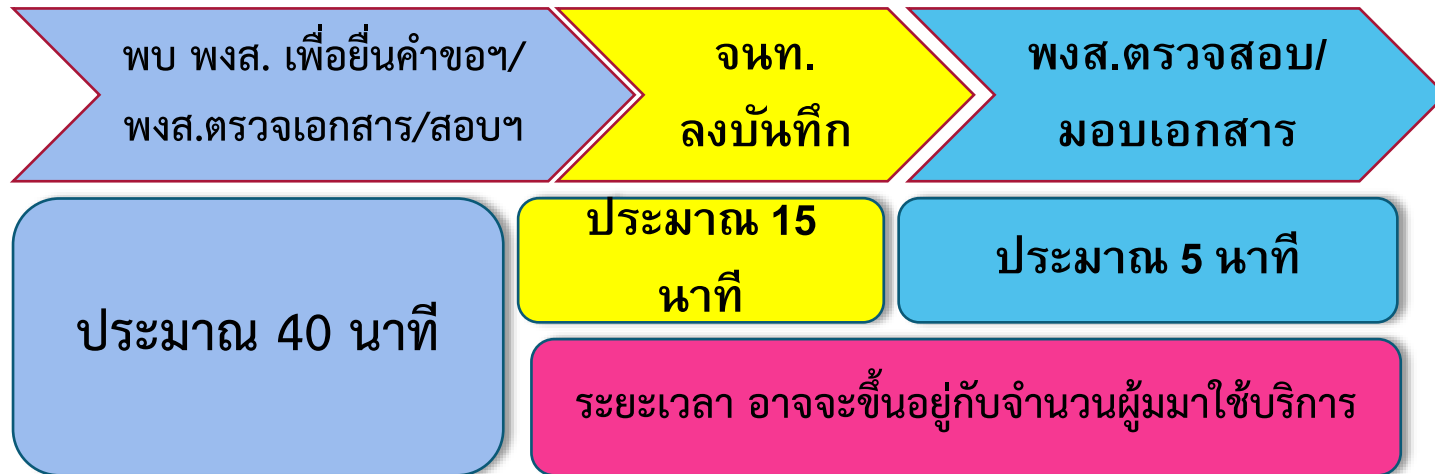 พบ พงส. เพื่อยื่นคำขอฯ/
พงส.ตรวจเอกสาร/สอบฯ
จนท.
ลงบันทึก
พงส.ตรวจสอบ/
มอบเอกสาร
ประมาณ 40 นาที
ประมาณ 15
นาที
ประมาณ 5 นาที
ระยะเวลา อาจจะขึ้นอยู่กับจำนวนผู้มมาใช้บริการ